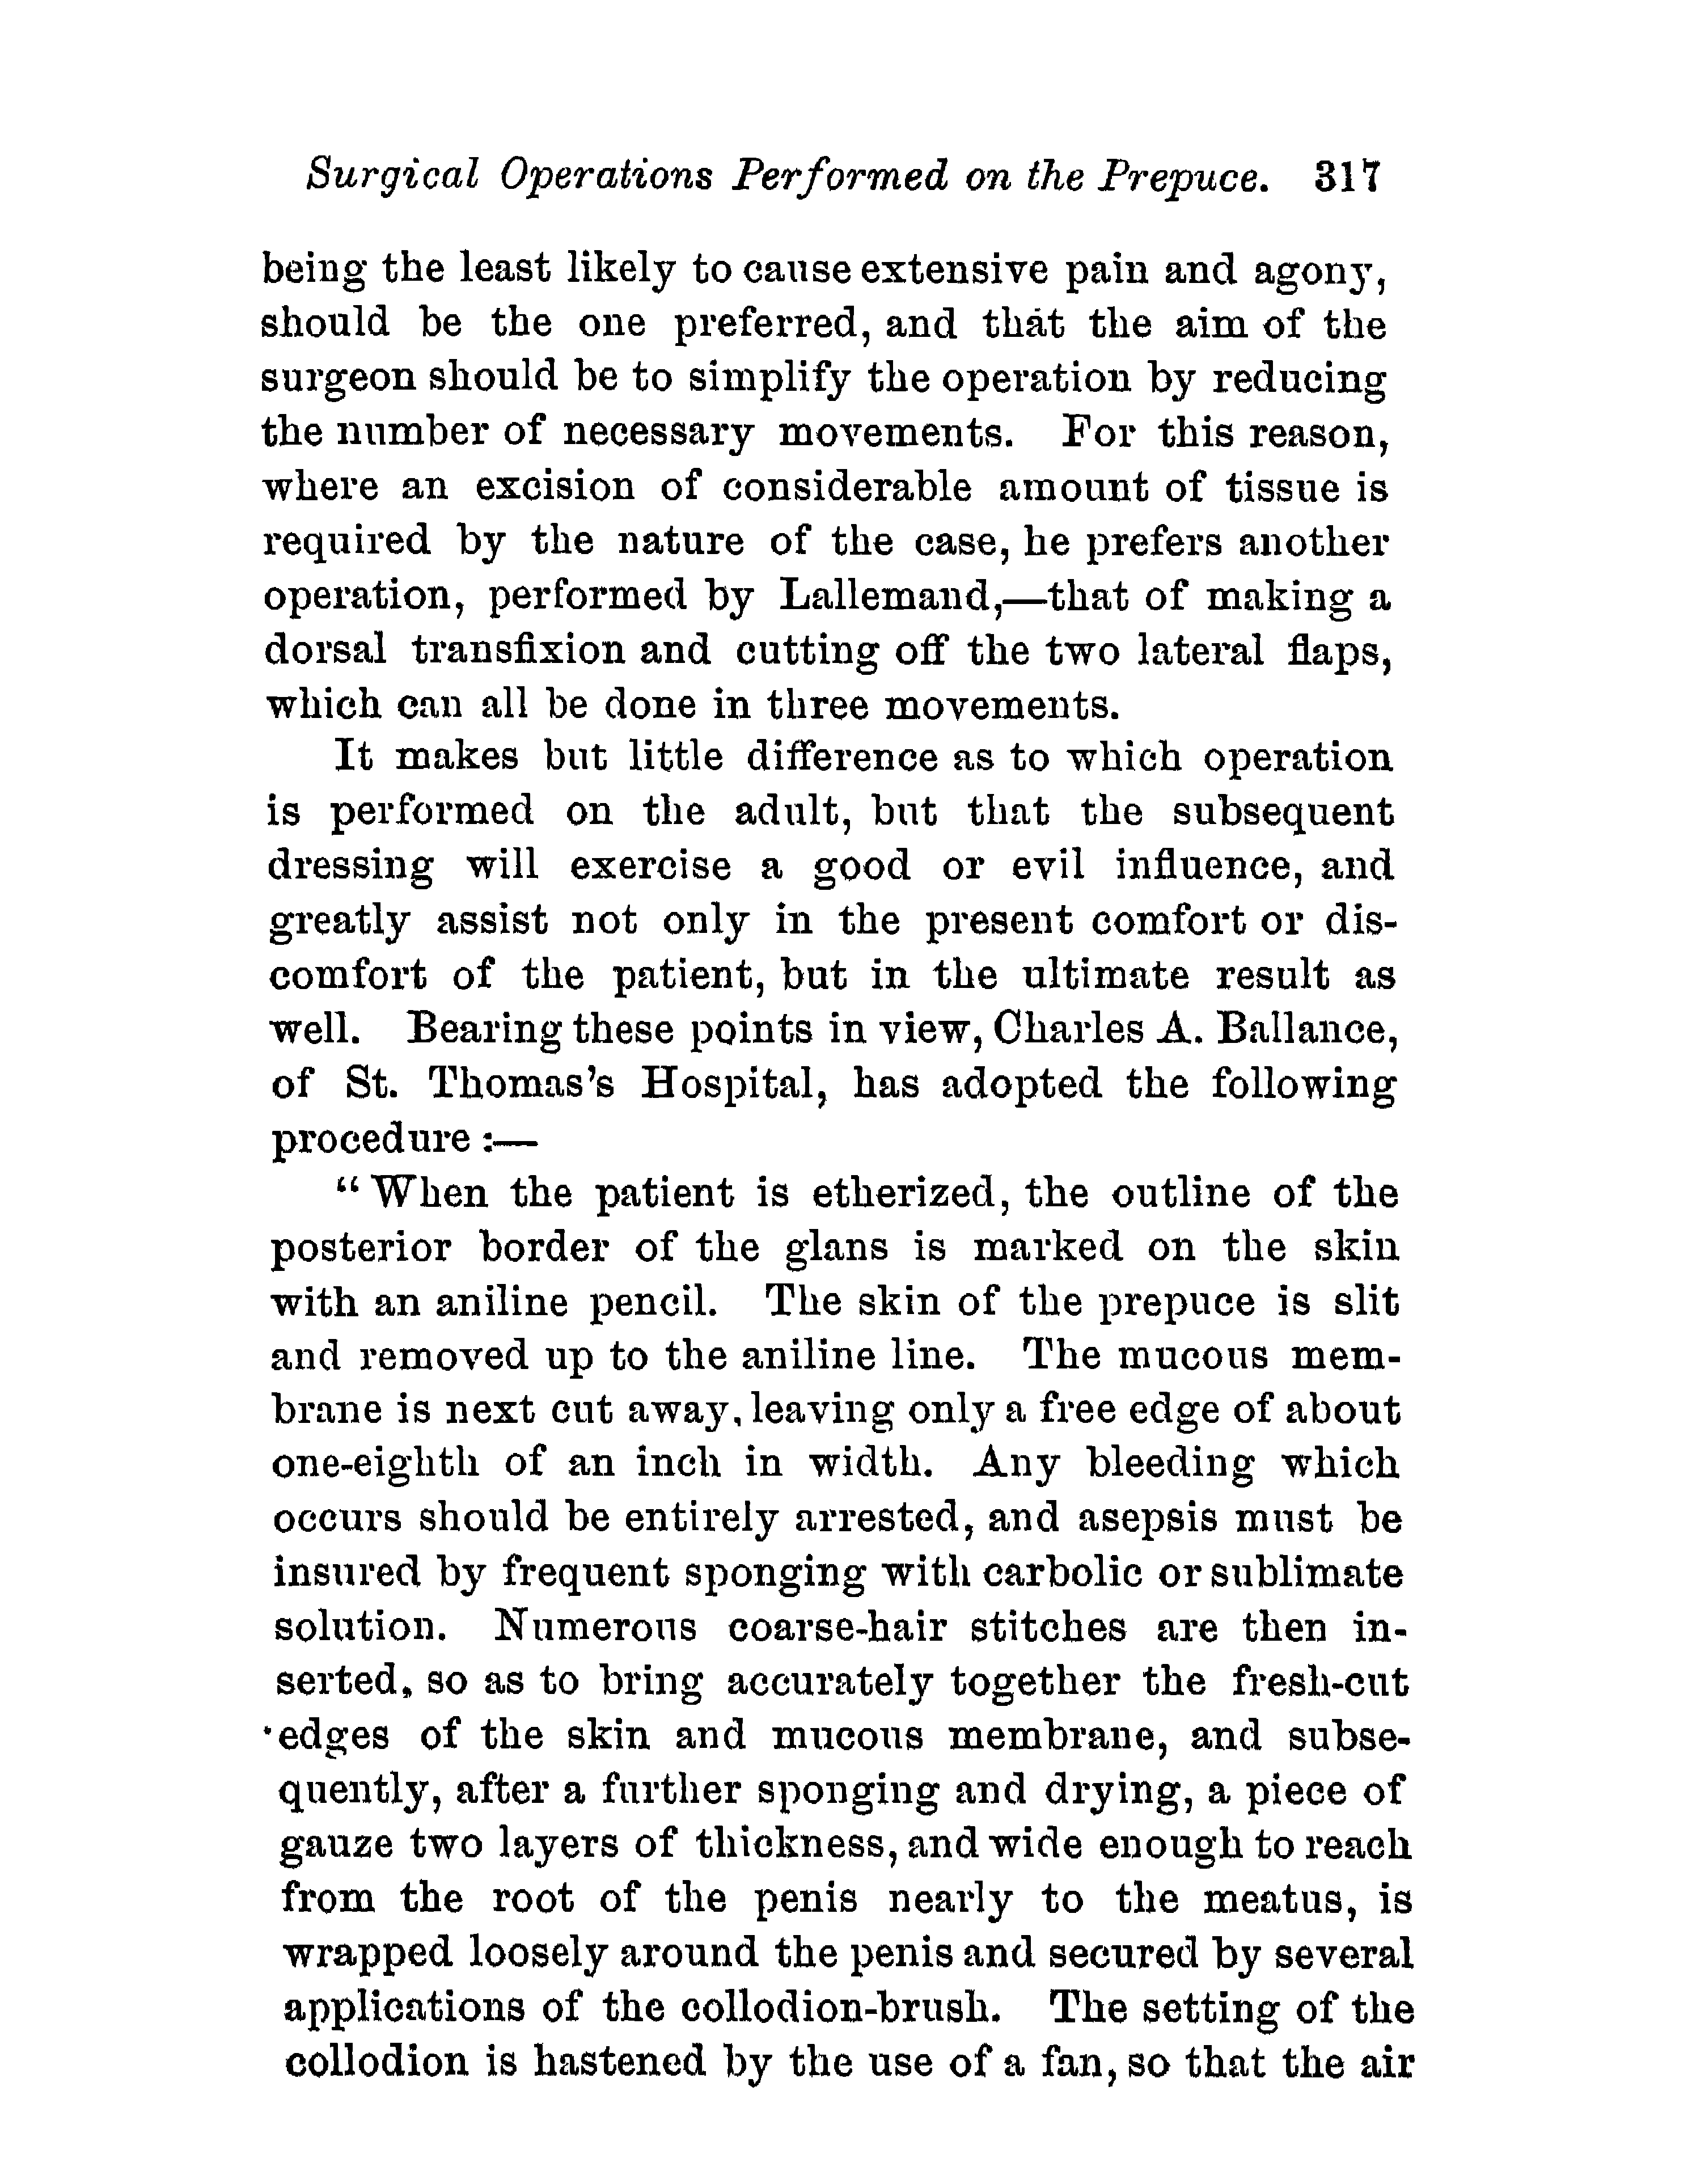 Surgical Operations Performed on the Prepuce. 317
being the least likely to cause extensive pain and agony,
should be the one preferred, and that the aim of the
surgeon should be to simplify the operation by reducing
the number of necessary movements. For this reason,
where an excision of considerable amount of tissue is
required by the nature of the case, he prefers another
operation, performed by Lallemand,—that of making a
dorsal transfixion and cutting off the two lateral flaps,
which can all be done in three movements.
It makes but little difference as to which operation
is performed on the adult, but that the subsequent
dressing will exercise a good or evil influence, and
greatly assist not only in the present comfort or dis-
comfort of the patient, but in the ultimate result as
well. Bearing these points in view, Charles A. Ballance,
of St. Thomas's Hospital, has adopted the following
procedure:—
"When the patient is etherized, the outline of the
posterior border of the glans is marked on the skin
with an aniline pencil. The skin of the prepuce is slit
and removed up to the aniline line. The mucous mem-
brane is next cut away, leaving only a free edge of about
one-eighth of an inch in width. Any bleeding which
occurs should be entirely arrested, and asepsis must be
insured by frequent sponging with carbolic or sublimate
solution. Numerous coarse-hair stitches are then in-
serted, so as to bring accurately together the fresh-cut
edges of the skin and mucous membrane, and subse-
quently, after a further sponging and drying, a piece of
gauze two layers of thickness, and wide enough to reach
from the root of the penis nearly to the meatus, is
wrapped loosely around the penis and secured by several
applications of the collodion-brush. The setting of the
collodion is hastened by the use of a fan, so that the air